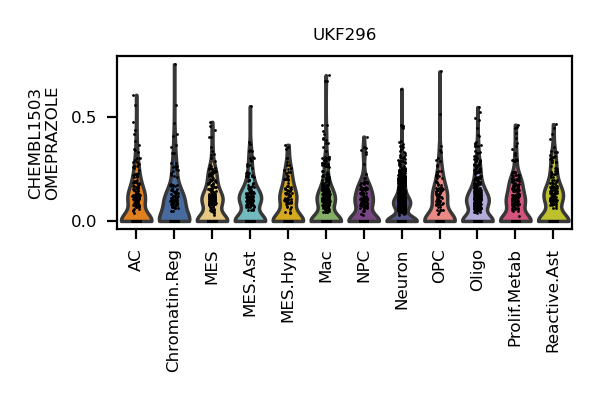 UKF296
CHEMBL1503
OMEPRAZOLE
0.5
0.0
AC
Chromatin.Reg
MES
MES.Ast
MES.Hyp
Mac
NPC
Neuron
OPC
Oligo
Prolif.Metab
Reactive.Ast